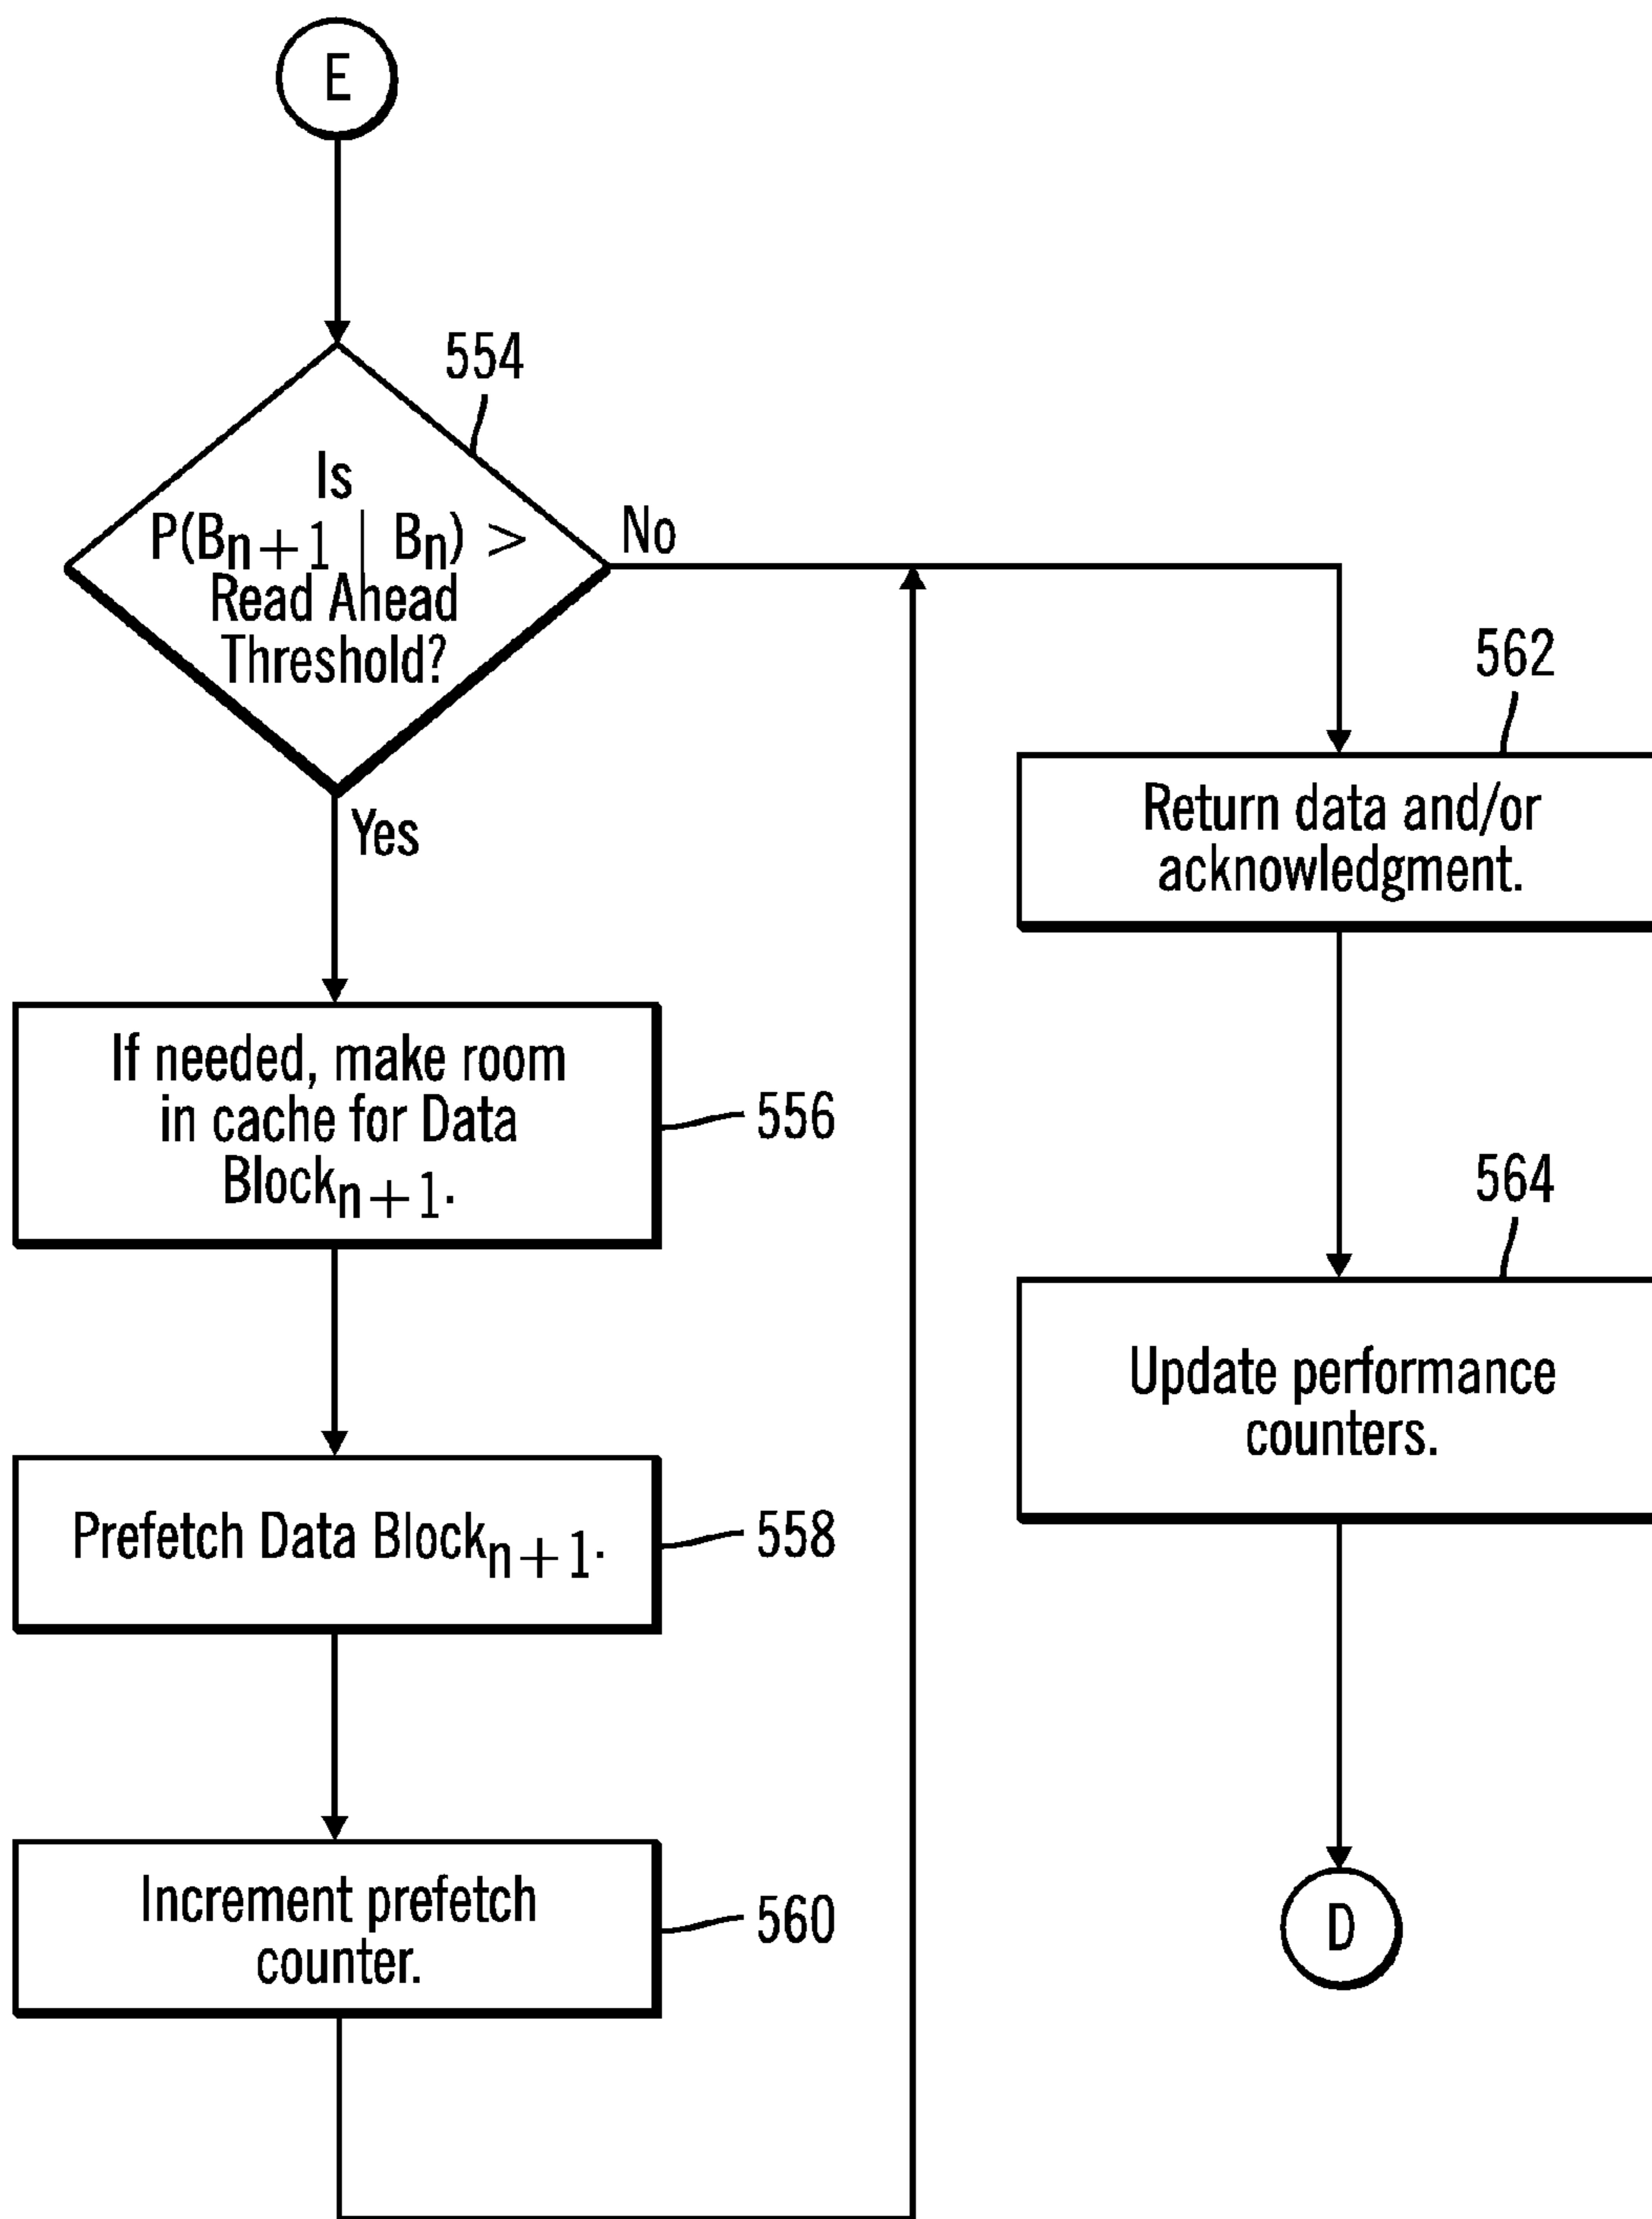 E
554
Is
P(Bn+1 | Bn) >
Read Ahead
Threshold?
No
Yes
If needed, make room
in cache for Data
Blockn+1.
556
Prefetch Data Blockn+1.
558
Increment prefetch
counter.
560
562
Return data and/or
acknowledgment.
564
Update performance
counters.
D